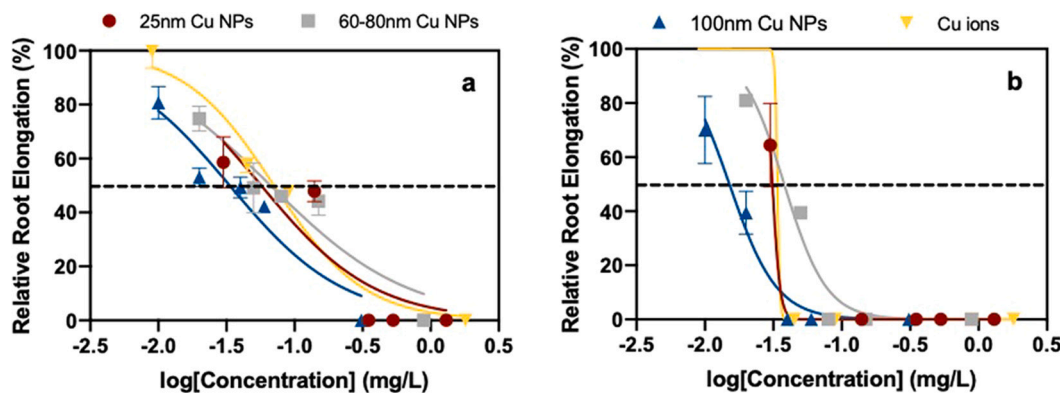 25nm Cu NPs 60-80nm Cu NPs 100nm Cu NPs Cu ions
Relative Root Elongation (%)
100
80
60
40
20
0
a
-2.5 -2.0 -1.5 -1.0 -0.5 0.0 0.5
log[Concentration] (mg/L)
Relative Root Elongation (%)
100
80
60
40
20
0
b
-2.5 -2.0 -1.5 -1.0 -0.5 0.0 0.5
log[Concentration] (mg/L)